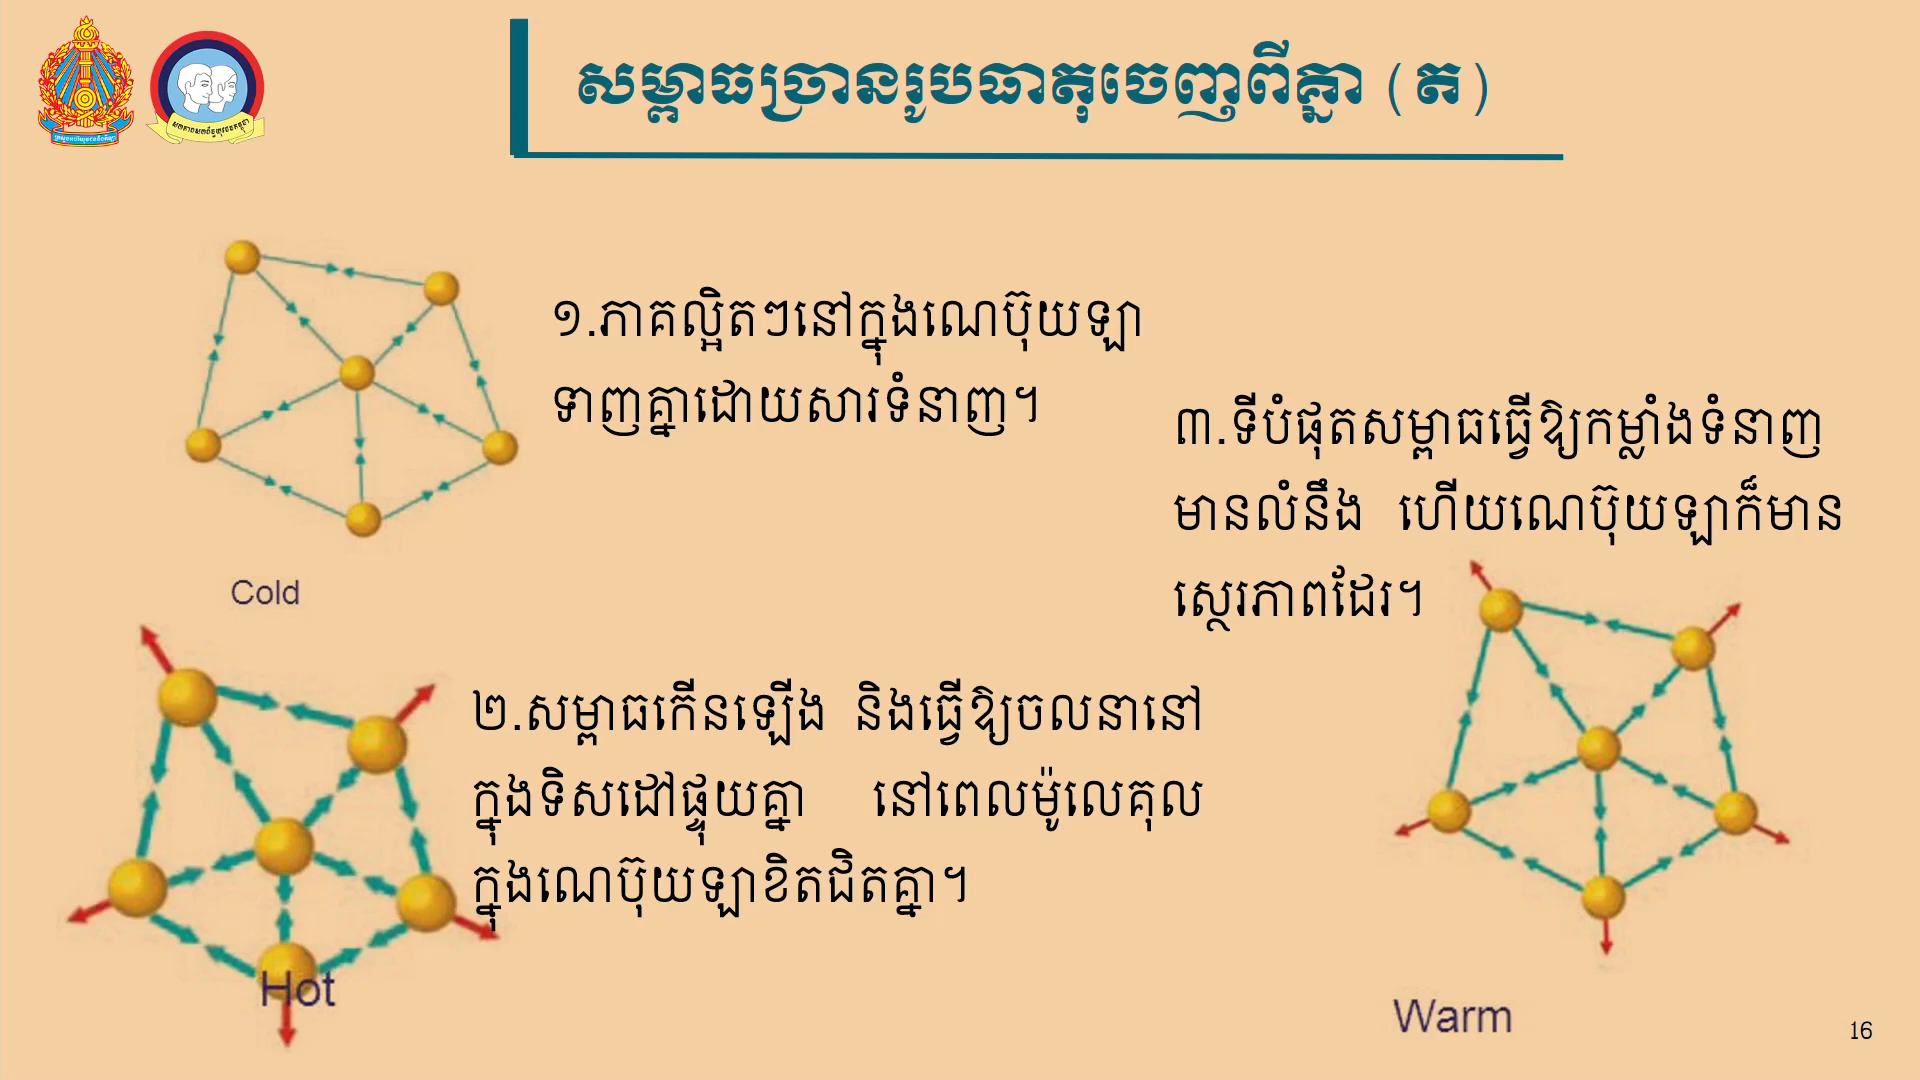 សម្ពាធច្រានរូបធាតុចេញពីគ្នា (ត)
១.ភាគល្អិតៗនៅក្នុងណេប៊ុយឡា
ទាញគ្នាដោយសារទំនាញ។
Cold
២.សម្ពាធកើនឡើង និងធ្វើឱ្យចលនានៅ
ក្នុងទិសដៅផ្ទុយគ្នា នៅពេលម៉ូលេគុល
ក្នុងណេប៊ុយឡាខិតជិតគ្នា។
Hot
៣.ទីបំផុតសម្ពាធធ្វើឱ្យកម្លាំងទំនាញ
មានលំនឹង ហើយណេប៊ុយឡាក៏មាន
ស្ថេរភាពដែរ។
Warm
16